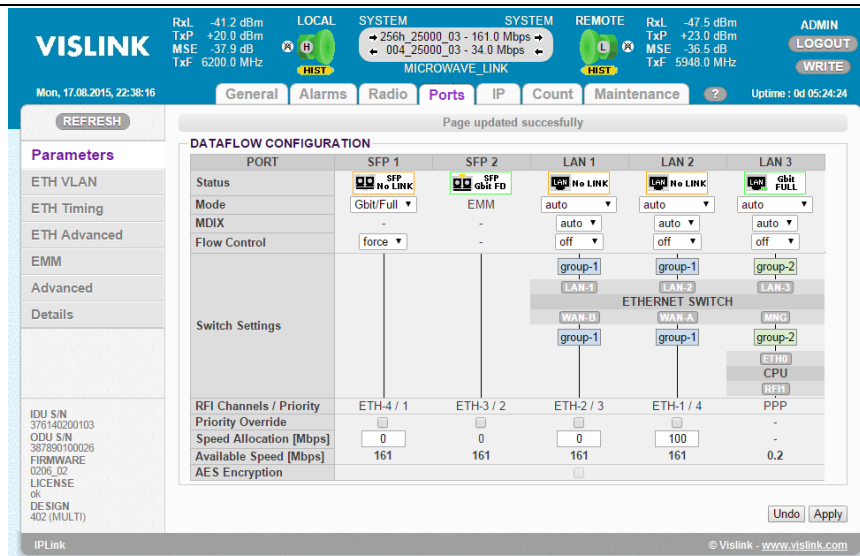 VISLINK
RxL -41.2 dBm
TxP +20.0 dBm
MSE -37.9 dB
TxF 6200.0 MHz
LOCAL
H
HIST
SYSTEM SYSTEM
256h_25000_03 - 161.0 Mbps
004_25000_03 - 34.0 Mbps
MICROWAVE_LINK
REMOTE
L
HIST
RxL -47.5 dBm
TxP +23.0 dBm
MSE -36.5 dB
TxF 5948.0 MHz
ADMIN
LOGOUT
WRITE
Mon, 17.08.2015, 22:38:16
General Alarms Radio Ports IP Count Maintenance ?
Uptime : 0d 05:24:24
REFRESH
Page updated succesfully
Parameters
ETH VLAN
ETH Timing
ETH Advanced
EMM
Advanced
Details
IDU S/N
376140200103
ODU S/N
387890100026
FIRMWARE
0206_02
LICENSE
ok
DESIGN
402 (MULTI)
DATAFLOW CONFIGURATION
PORT SFP 1 SFP 2 LAN 1 LAN 2 LAN 3
Status SFP No LINK SFP Gbit FD LAN No LINK LAN No LINK LAN Gbit FULL
Mode Gbit/Full EMM auto auto auto
MDIX - - auto auto auto
Flow Control force - off off off
Switch Settings
group-1 group-1 group-2
LAN-1 LAN-2 LAN-3
ETHERNET SWITCH
WAN-B WAN-A MNG
group-1 group-1 group-2
ETH0
CPU
RFH
RFI Channels / Priority ETH-4 / 1 ETH-3 / 2 ETH-2 / 3 ETH-1 / 4 PPP
Priority Override -
Speed Allocation [Mbps] 0 0 0 100 -
Available Speed [Mbps] 161 161 161 161 0.2
AES Encryption
Undo Apply
IPLink
© Vislink - www.vislink.com